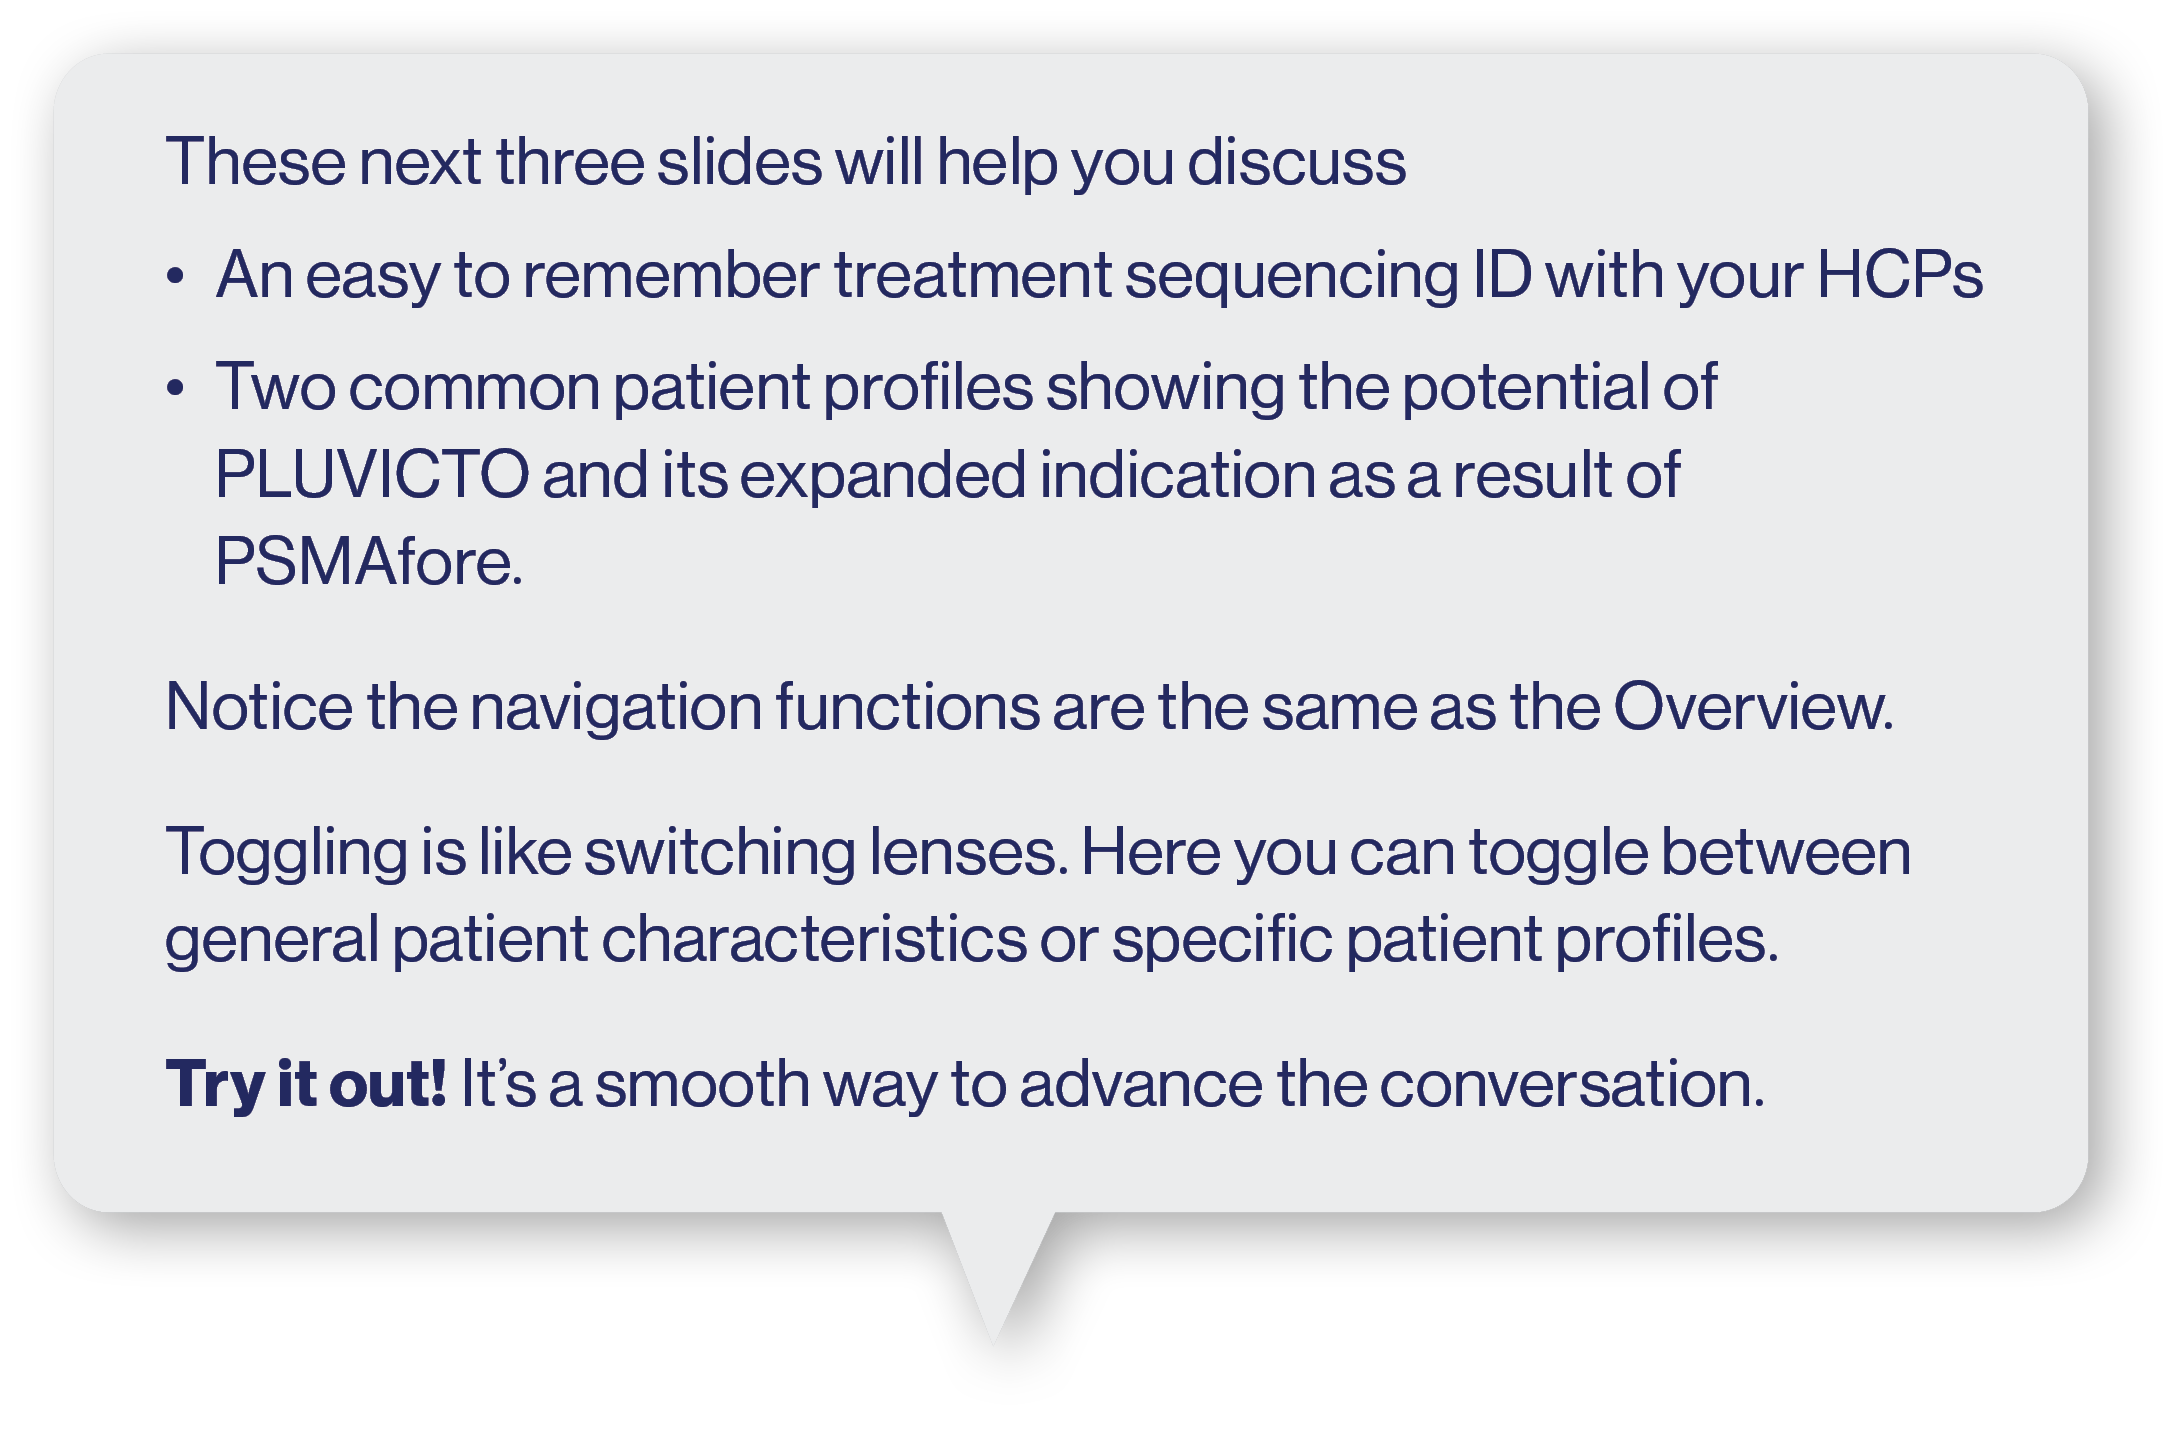 These next three slides will help you discuss
• An easy to remember treatment sequencing ID with your HCPs
• Two common patient profiles showing the potential of
PLUVICTO and its expanded indication as a result of
PSMAfore.
Notice the navigation functions are the same as the Overview.
Toggling is like switching lenses. Here you can toggle between
general patient characteristics or specific patient profiles.
Try it out! It’s a smooth way to advance the conversation.